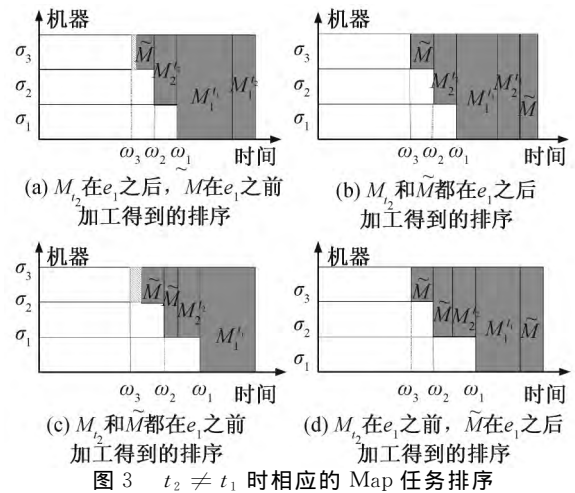 机器
σ3
σ2
σ1
M̃
M2^t2
M1^t1
M1^t2
ω3 ω2 ω1 时间
(a) Mt2在e1之后, M̃在e1之前
加工得到的排序
机器
σ3
σ2
σ1
M̃
M2^t2
M1^t1
M2^t2
M̃
ω3 ω2 ω1 时间
(b) Mt2和M̃都在e1之后
加工得到的排序
机器
σ3
σ2
σ1
M̃
M̃
M2^t2
M1^t1
ω3 ω2 ω1 时间
(c) Mt2和M̃都在e1之前
加工得到的排序
机器
σ3
σ2
σ1
M̃
M̃
M2^t2
M1^t1
M̃
ω3 ω2 ω1 时间
(d) Mt2在e1之前, M̃在e1之后
加工得到的排序
图 3 t2 ≠ t1 时相应的 Map 任务排序